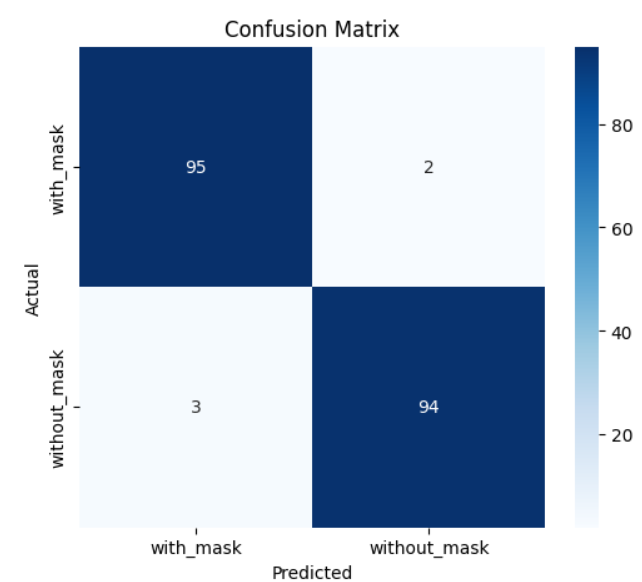 Confusion Matrix
with_mask
95
2
80
60
Actual
without_mask
3
94
40
20
with_mask
without_mask
Predicted